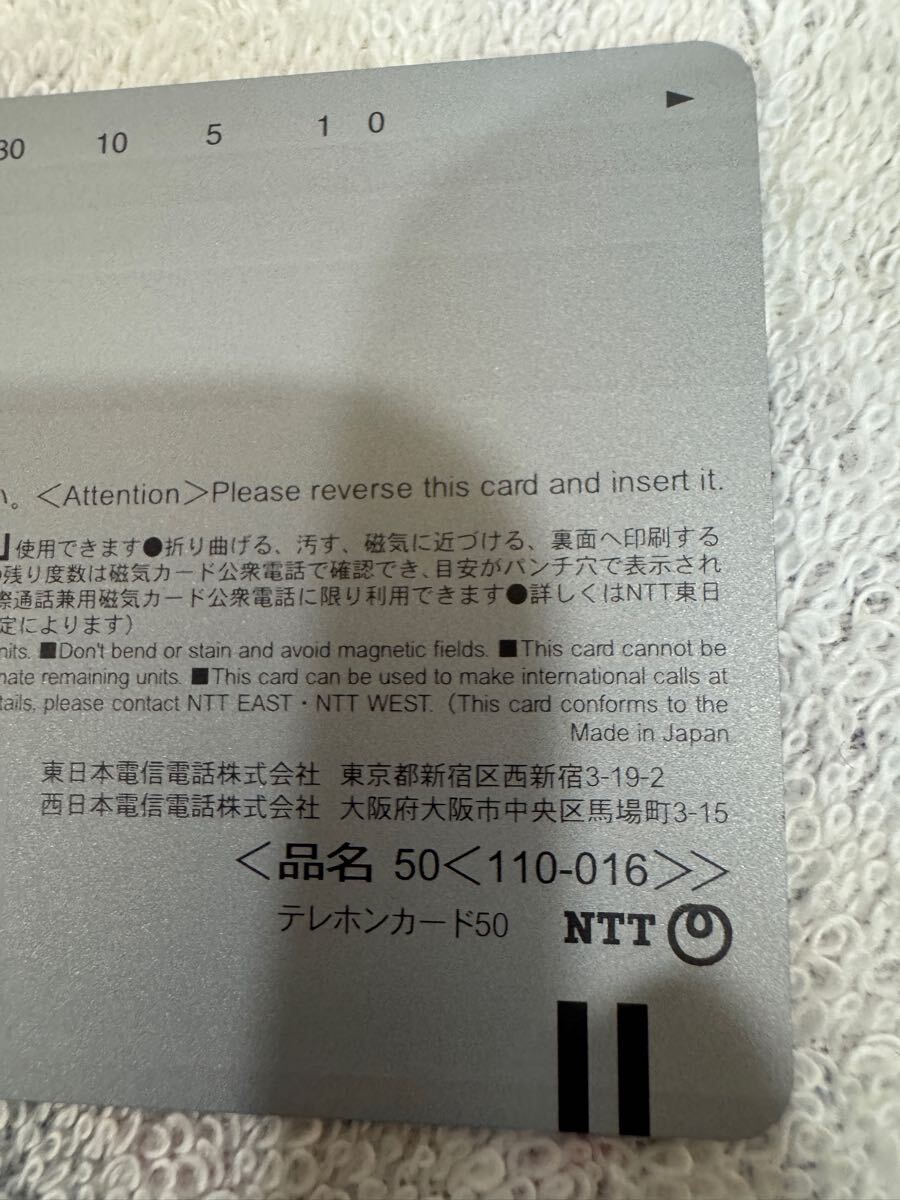 30 10 5 1 0 ▶
い。<Attention>Please reverse this card and insert it.
使用できます●折り曲げる、汚す、磁気に近づける、裏面へ印刷する
残り度数は磁気カード公衆電話で確認でき、目安がパンチ穴で表示され
際通話兼用磁気カード公衆電話に限り利用できます●詳しくはNTT東日
定によります)
nits. ■Don't bend or stain and avoid magnetic fields. ■This card cannot be
mate remaining units. ■This card can be used to make international calls at
tails, please contact NTT EAST・NTT WEST. (This card conforms to the
Made in Japan
東日本電信電話株式会社 東京都新宿区西新宿3-19-2
西日本電信電話株式会社 大阪府大阪市中央区馬場町3-15
<品名 50<110-016>>
テレホンカード50 NTT